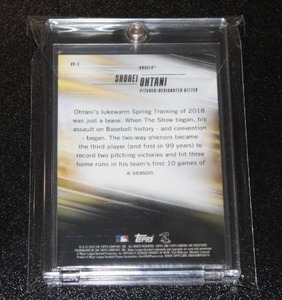 EV-1
ANGELS
SHOHEI OHTANI
PITCHER/DESIGNATED HITTER
Ohtani's lukewarm Spring Training of 2018
was just a tease. When The Show began, his
assault on Baseball history - and convention
- began. The two-way phenom became
the third player (and first in 99 years) to
record two pitching victories and hit three
home runs in his team's first 10 games of
a season.
Topps